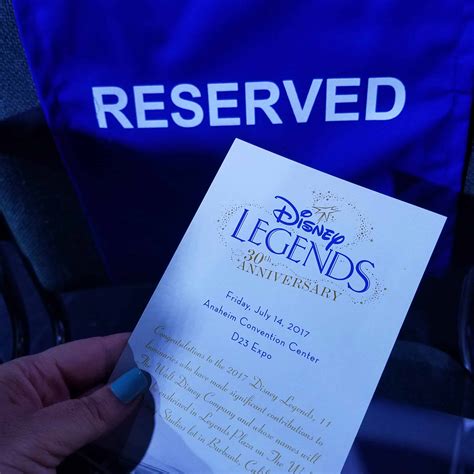 RESERVED
Disney
LEGENDS
30th
ANNIVERSARY
Friday, July 14, 2017
Anaheim Convention Center
D23 Expo
Congratulations to the 2017 Disney Legends, 11
luminaries who have made significant contributions to
The Walt Disney Company and whose names will
enshrined in Legends Plaza on The W
Studios lot in Burbank, Calif